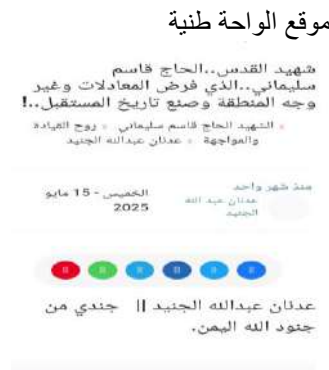 موقع الواحة طنية
شهيد القدس..الحاج قاسم
سليماني..الذي فرض المعادلات وغير
وجه المنطقة وصنع تاريخ المستقبل..!
الشهيد الحاج قاسم سليماني روح القيادة
والمواجهة عدنان عبدالله الجنيد
منذ شهر واحد
عدنان عبد الله
الجنيد
الخميس - 15 مايو
2025
عدنان عبدالله الجنيد || جندي من
جنود الله اليمن.